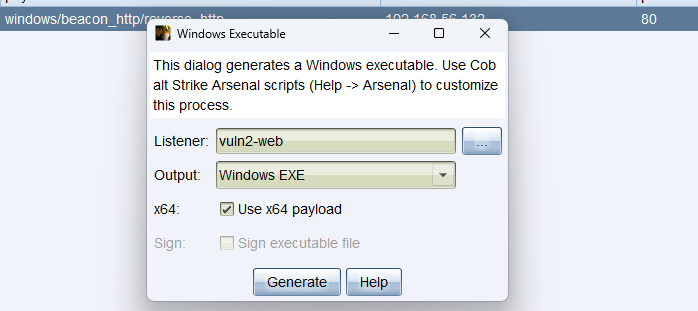 windows/beacon_http/reverse_http 192.168.56.132 80
Windows Executable
This dialog generates a Windows executable. Use Cob
alt Strike Arsenal scripts (Help -> Arsenal) to customize
this process.
Listener: vuln2-web ...
Output: Windows EXE
x64: Use x64 payload
Sign: Sign executable file
Generate Help